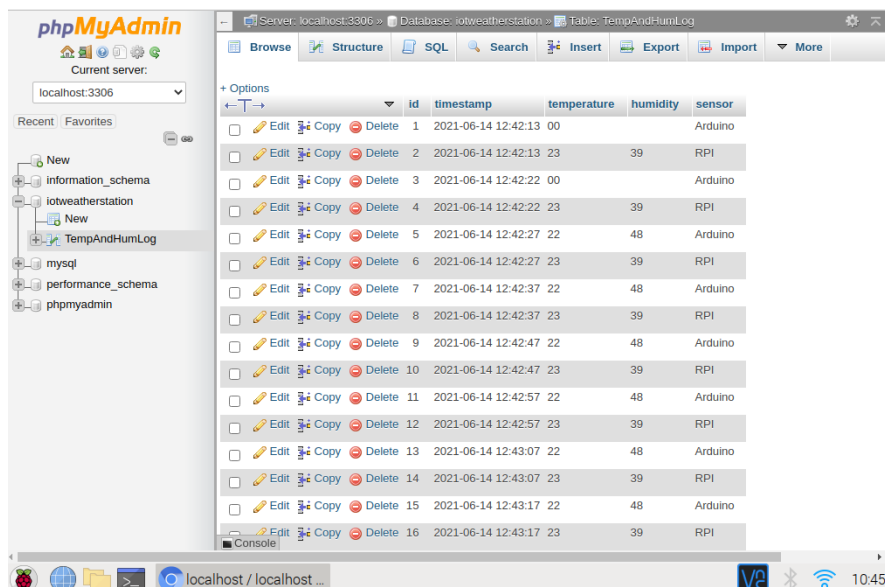 phpMyAdmin
Current server:
localhost:3306
Recent Favorites
New
information_schema
iotweatherstation
New
TempAndHumLog
mysql
performance_schema
phpmyadmin
Server: localhost:3306 » Database: iotweatherstation » Table: TempAndHumLog
Browse Structure SQL Search Insert Export Import More
+ Options
←T→ id timestamp temperature humidity sensor
Edit Copy Delete 1 2021-06-14 12:42:13 00 Arduino
Edit Copy Delete 2 2021-06-14 12:42:13 23 39 RPI
Edit Copy Delete 3 2021-06-14 12:42:22 00 Arduino
Edit Copy Delete 4 2021-06-14 12:42:22 23 39 RPI
Edit Copy Delete 5 2021-06-14 12:42:27 22 48 Arduino
Edit Copy Delete 6 2021-06-14 12:42:27 23 39 RPI
Edit Copy Delete 7 2021-06-14 12:42:37 22 48 Arduino
Edit Copy Delete 8 2021-06-14 12:42:37 23 39 RPI
Edit Copy Delete 9 2021-06-14 12:42:47 22 48 Arduino
Edit Copy Delete 10 2021-06-14 12:42:47 23 39 RPI
Edit Copy Delete 11 2021-06-14 12:42:57 22 48 Arduino
Edit Copy Delete 12 2021-06-14 12:42:57 23 39 RPI
Edit Copy Delete 13 2021-06-14 12:43:07 22 48 Arduino
Edit Copy Delete 14 2021-06-14 12:43:07 23 39 RPI
Edit Copy Delete 15 2021-06-14 12:43:17 22 48 Arduino
Edit Copy Delete 16 2021-06-14 12:43:17 23 39 RPI
Console
localhost / localhost ...
10:45